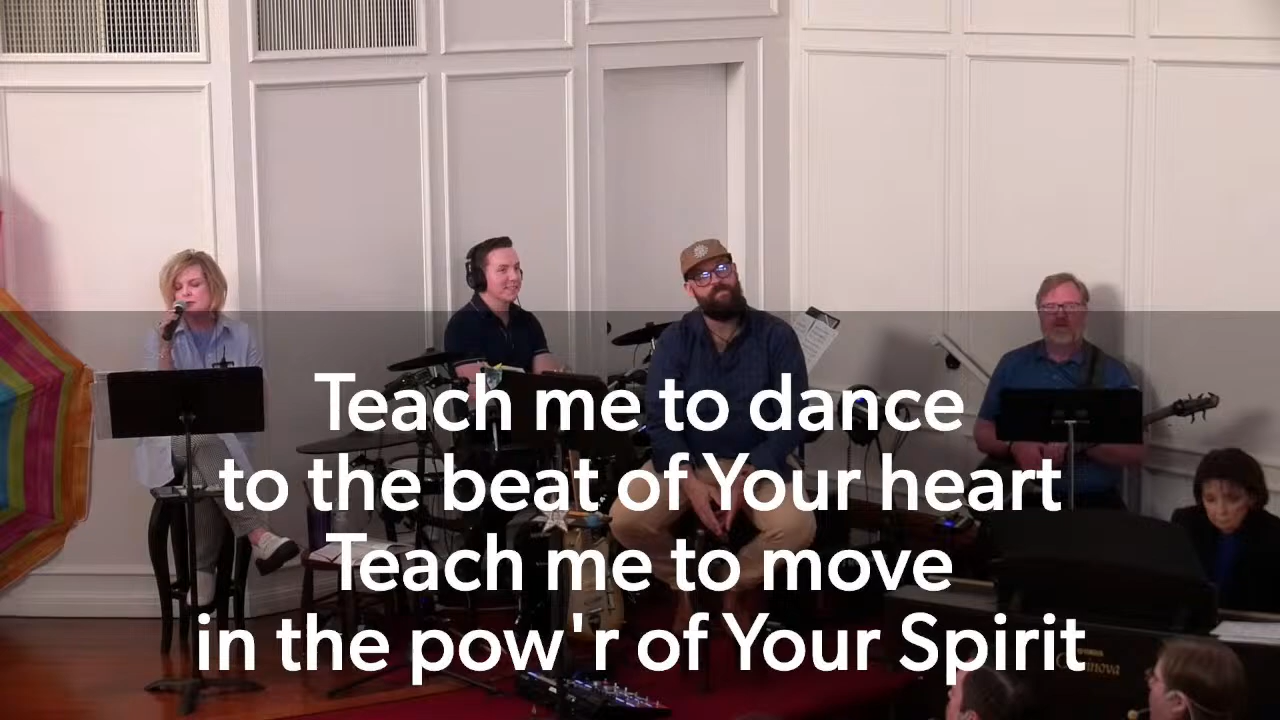 Teach me to dance
to the beat of Your heart
Teach me to move
in the pow'r of Your Spirit
YAMAHA